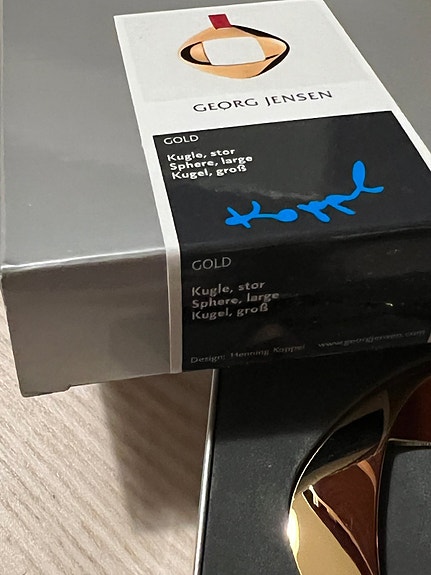 GEORG JENSEN
GOLD
Kugle, stor
Sphere, large
Kugel, groß
Koppel
GOLD
Kugle, stor
Sphere, large
Kugel, groß
Design: Henning Koppel www.georgjensen.com